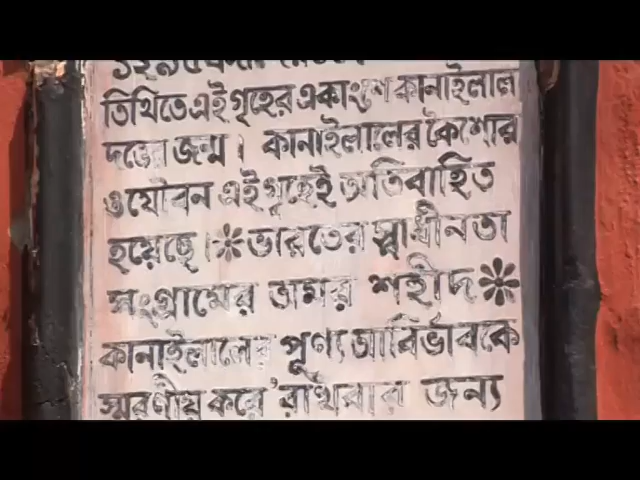 তিথিতে এই গৃহের একাংশে কানাইলাল
দত্তের জন্ম। কানাইলালের কৈশোর
ও যৌবন এই গৃহেই অতিবাহিত
হয়েছে। ভারতের স্বাধীনতা
সংগ্রামের অমর শহীদ
কানাইলালের পুণ্য আবির্ভাবকে
স্মরণীয় করে রাখবার জন্য